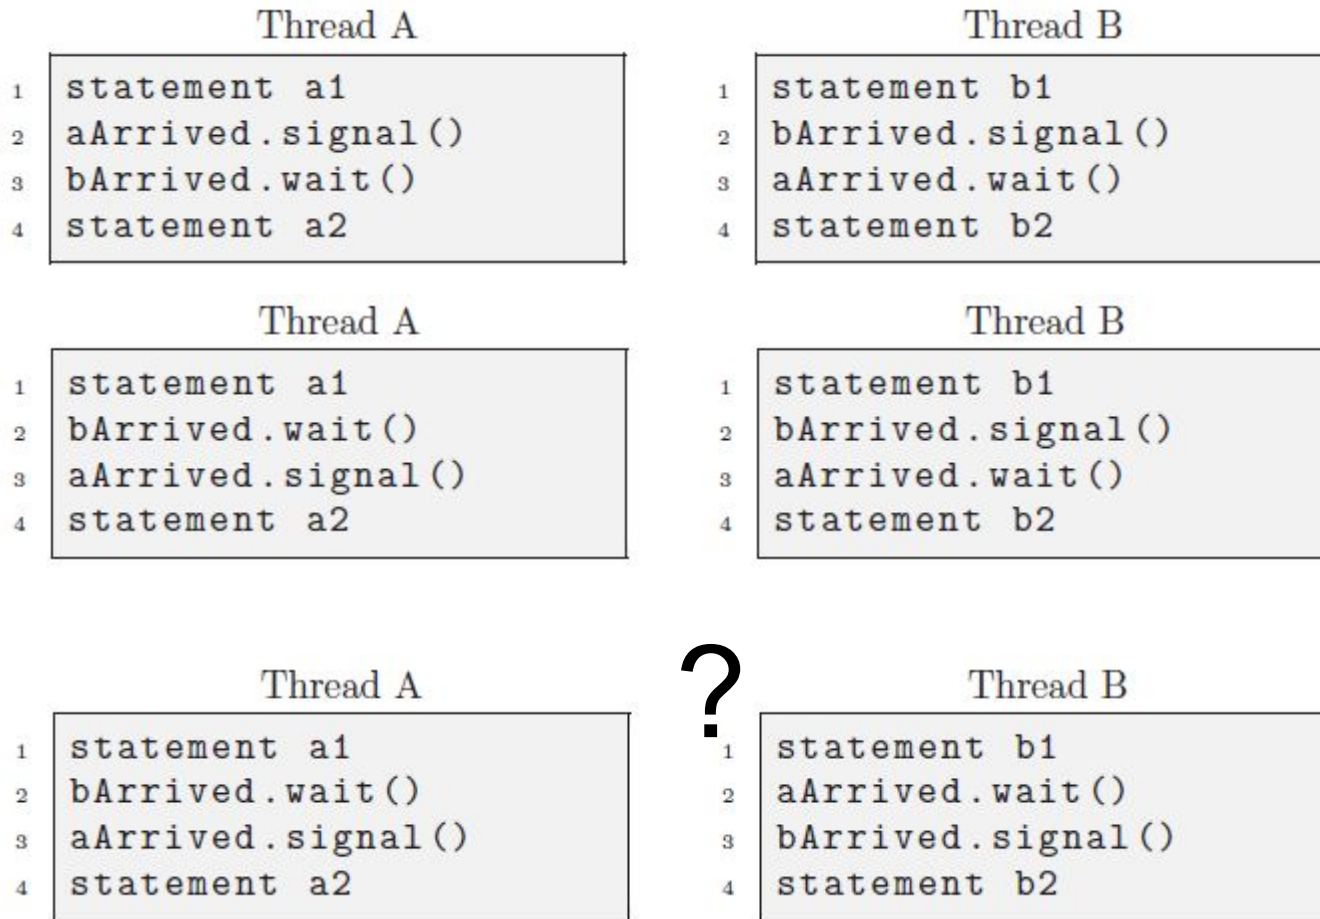 Thread A
1 statement a1
2 aArrived.signal()
3 bArrived.wait()
4 statement a2
Thread B
1 statement b1
2 bArrived.signal()
3 aArrived.wait()
4 statement b2
Thread A
1 statement a1
2 bArrived.wait()
3 aArrived.signal()
4 statement a2
Thread B
1 statement b1
2 bArrived.signal()
3 aArrived.wait()
4 statement b2
?
Thread A
1 statement a1
2 bArrived.wait()
3 aArrived.signal()
4 statement a2
Thread B
1 statement b1
2 aArrived.wait()
3 bArrived.signal()
4 statement b2